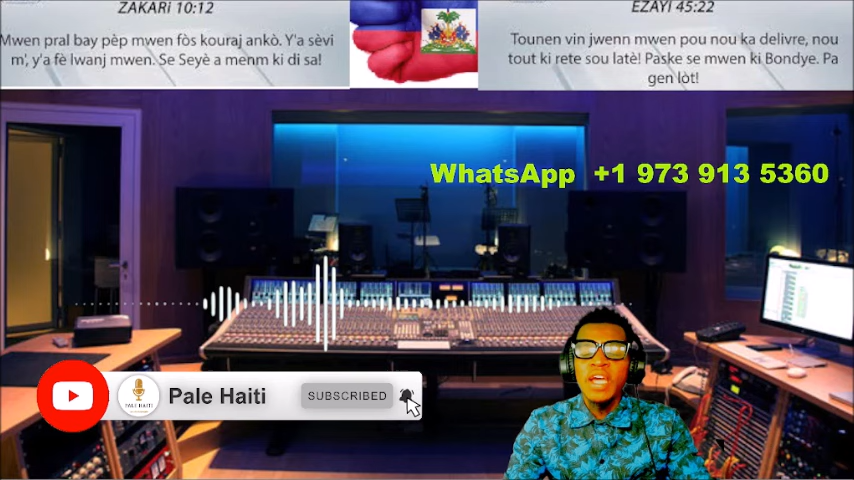 ZAKARi 10:12
Mwen pral bay pèp mwen fòs kouraj ankò. Y'a sèvi
m', y'a fè lwanj mwen. Se Seyè a menm ki di sa!
EZAYI 45:22
Tounen vin jwenn mwen pou nou ka delivre, nou
tout ki rete sou latè! Paske se mwen ki Bondye. Pa
gen lòt!
WhatsApp +1 973 913 5360
PALE HAITI
Pale Haiti
SUBSCRIBED